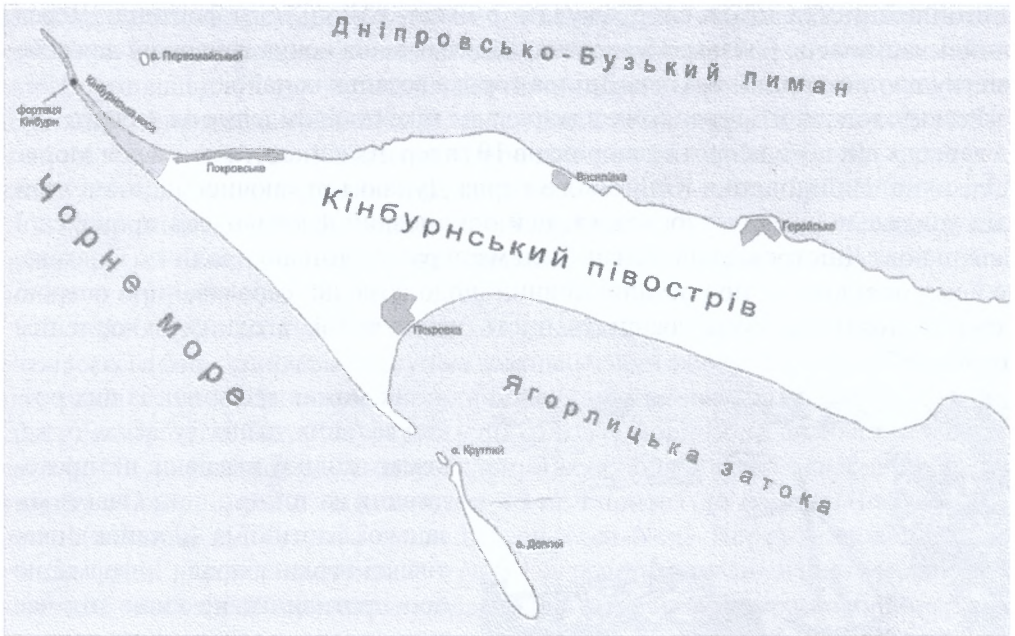 Дніпровсько-Бузький лиман
о. Первомайський
Кінбурнська коса
фортеця
Кінбурн
Покровське
Василівка
Чорне море
Кінбурнський півострів
Геройське
Покровка
Ягорлицька затока
о. Круглий
о. Довгий